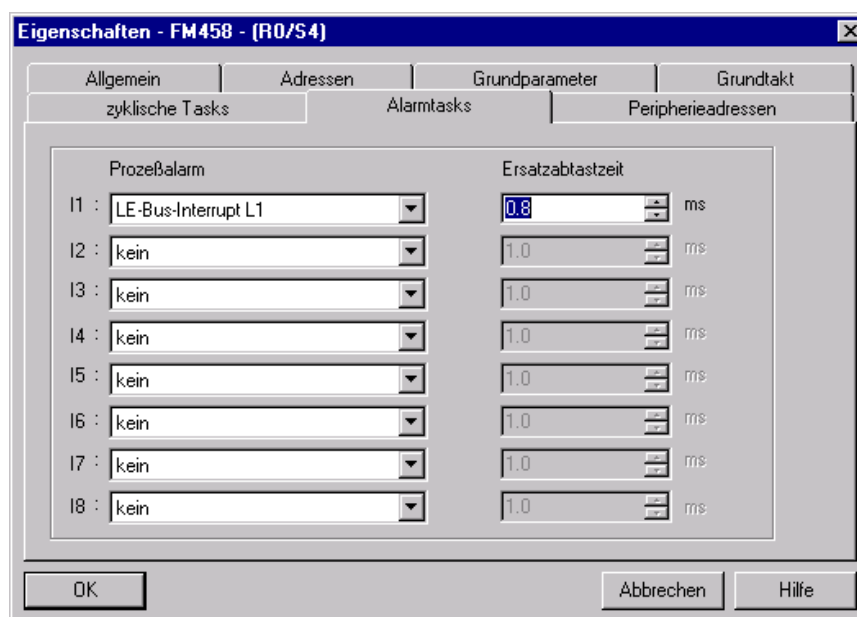 Eigenschaften - FM458 - (R0/S4)
Allgemein Adressen Grundparameter Grundtakt
zyklische Tasks Alarmtasks Peripherieadressen
Prozeßalarm Ersatzabtastzeit
I1 : LE-Bus-Interrupt L1 0.8 ms
I2 : kein 1.0 ms
I3 : kein 1.0 ms
I4 : kein 1.0 ms
I5 : kein 1.0 ms
I6 : kein 1.0 ms
I7 : kein 1.0 ms
I8 : kein 1.0 ms
OK Abbrechen Hilfe